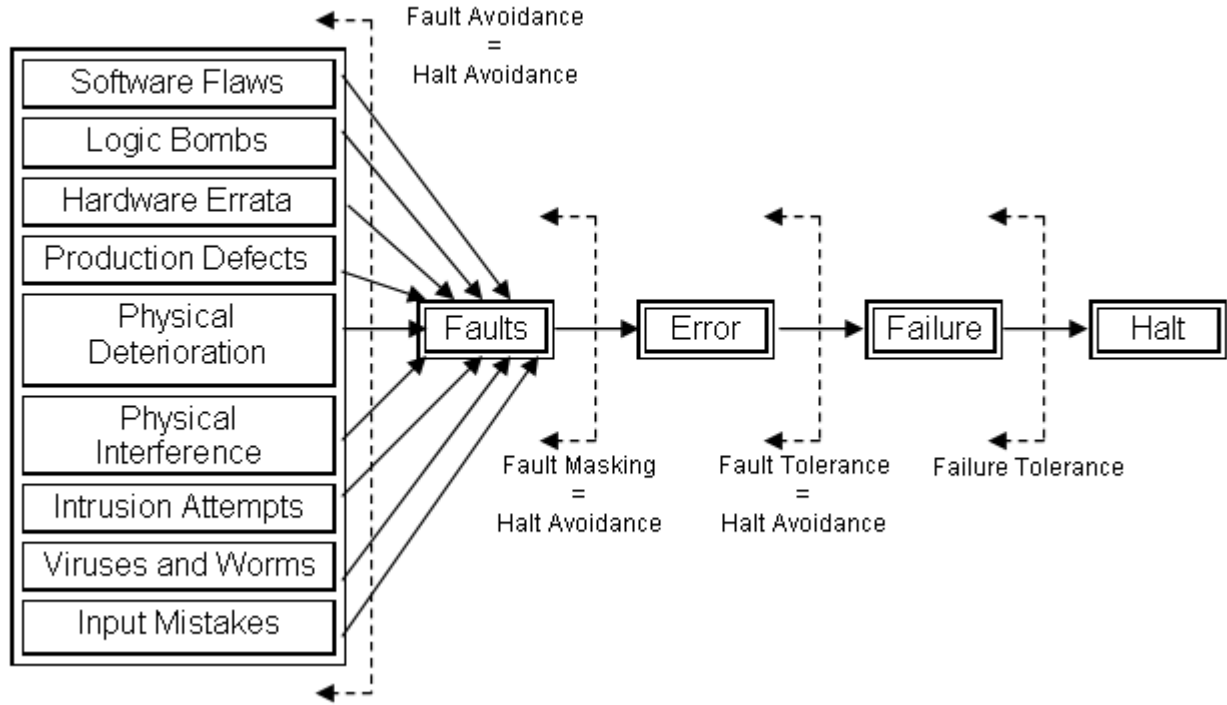 Fault Avoidance
=
Halt Avoidance
Software Flaws
Logic Bombs
Hardware Errata
Production Defects
Physical
Deterioration
Physical
Interference
Intrusion Attempts
Viruses and Worms
Input Mistakes
Faults
Error
Failure
Halt
Fault Masking
=
Halt Avoidance
Fault Tolerance
=
Halt Avoidance
Failure Tolerance